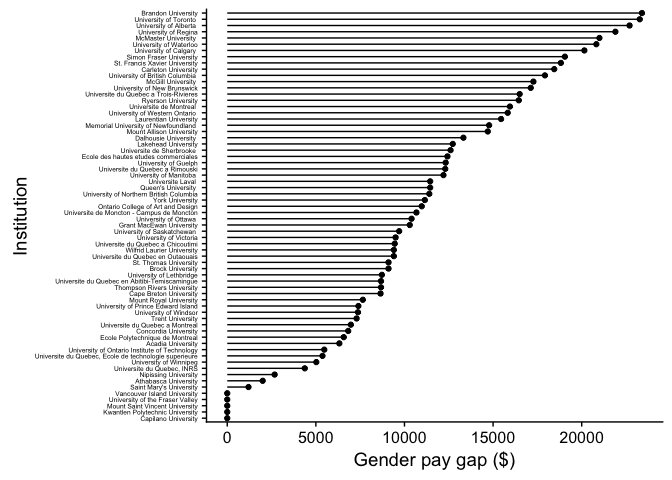 Institution
Brandon University
University of Toronto
University of Alberta
University of Regina
McMaster University
University of Waterloo
University of Calgary
Simon Fraser University
St. Francis Xavier University
Carleton University
University of British Columbia
McGill University
University of New Brunswick
Universite du Quebec a Trois-Rivieres
Ryerson University
Universite de Montreal
University of Western Ontario
Laurentian University
Memorial University of Newfoundland
Mount Allison University
Dalhousie University
Lakehead University
Universite de Sherbrooke
Ecole des hautes etudes commerciales
University of Guelph
Universite du Quebec a Rimouski
University of Manitoba
Universite Laval
Queen's University
University of Northern British Columbia
York University
Ontario College of Art and Design
Universite de Moncton - Campus de Moncton
University of Ottawa
Grant MacEwan University
University of Saskatchewan
University of Victoria
Universite du Quebec a Chicoutimi
Wilfrid Laurier University
Universite du Quebec en Outaouais
St. Thomas University
Brock University
University of Lethbridge
Universite du Quebec en Abitibi-Temiscamingue
Thompson Rivers University
Cape Breton University
Mount Royal University
University of Prince Edward Island
University of Windsor
Trent University
Universite du Quebec a Montreal
Concordia University
Ecole Polytechnique de Montreal
Acadia University
University of Ontario Institute of Technology
Universite du Quebec, Ecole de technologie superieure
University of Winnipeg
Universite du Quebec, INRS
Nipissing University
Athabasca University
Saint Mary's University
Vancouver Island University
University of the Fraser Valley
Mount Saint Vincent University
Kwantlen Polytechnic University
Capilano University
0 5000 10000 15000 20000
Gender pay gap ($)